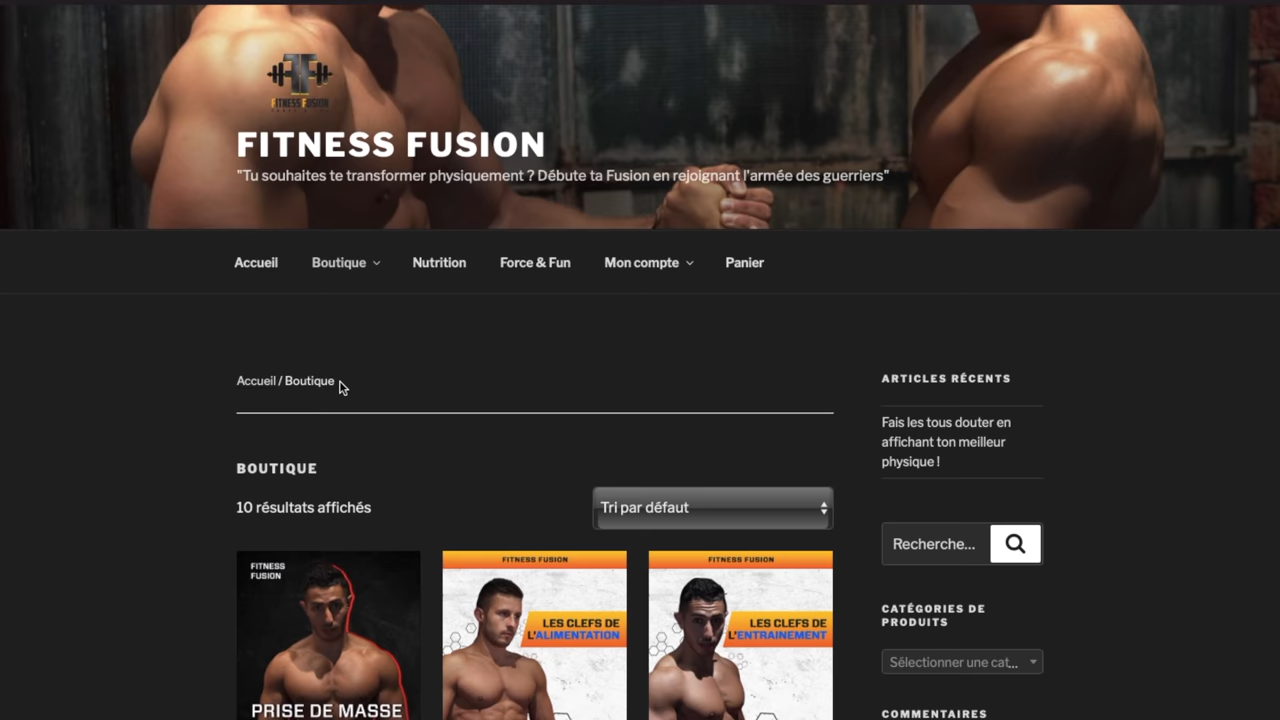 FITNESS FUSION
FITNESS FUSION
"Tu souhaites te transformer physiquement ? Débute ta Fusion en rejoignant l'armée des guerriers"
Accueil Boutique Nutrition Force & Fun Mon compte Panier
Accueil / Boutique
BOUTIQUE
10 résultats affichés
Tri par défaut
FITNESS
FUSION
PRISE DE MASSE
FITNESS FUSION
LES CLEFS DE
L'ALIMENTATION
FITNESS FUSION
LES CLEFS DE
L'ENTRAINEMENT
ARTICLES RÉCENTS
Fais les tous douter en
affichant ton meilleur
physique !
Recherche...
CATÉGORIES DE
PRODUITS
Sélectionner une cat...
COMMENTAIRES